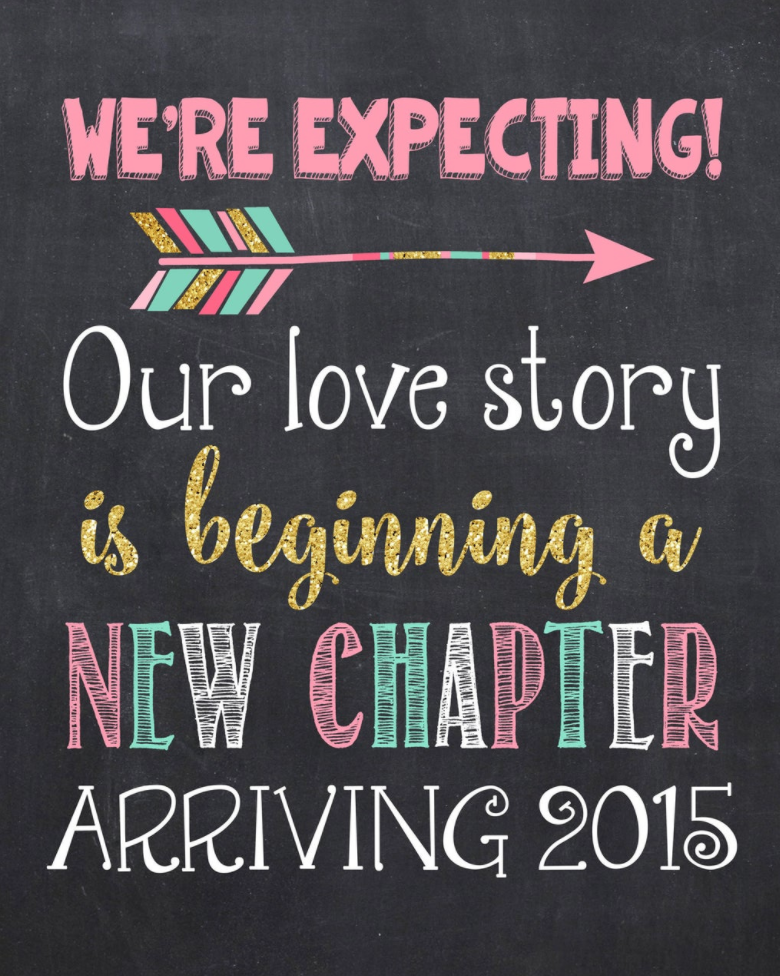 WE'RE EXPECTING!
Our love story
is beginning a
NEW CHAPTER
ARRIVING 2015